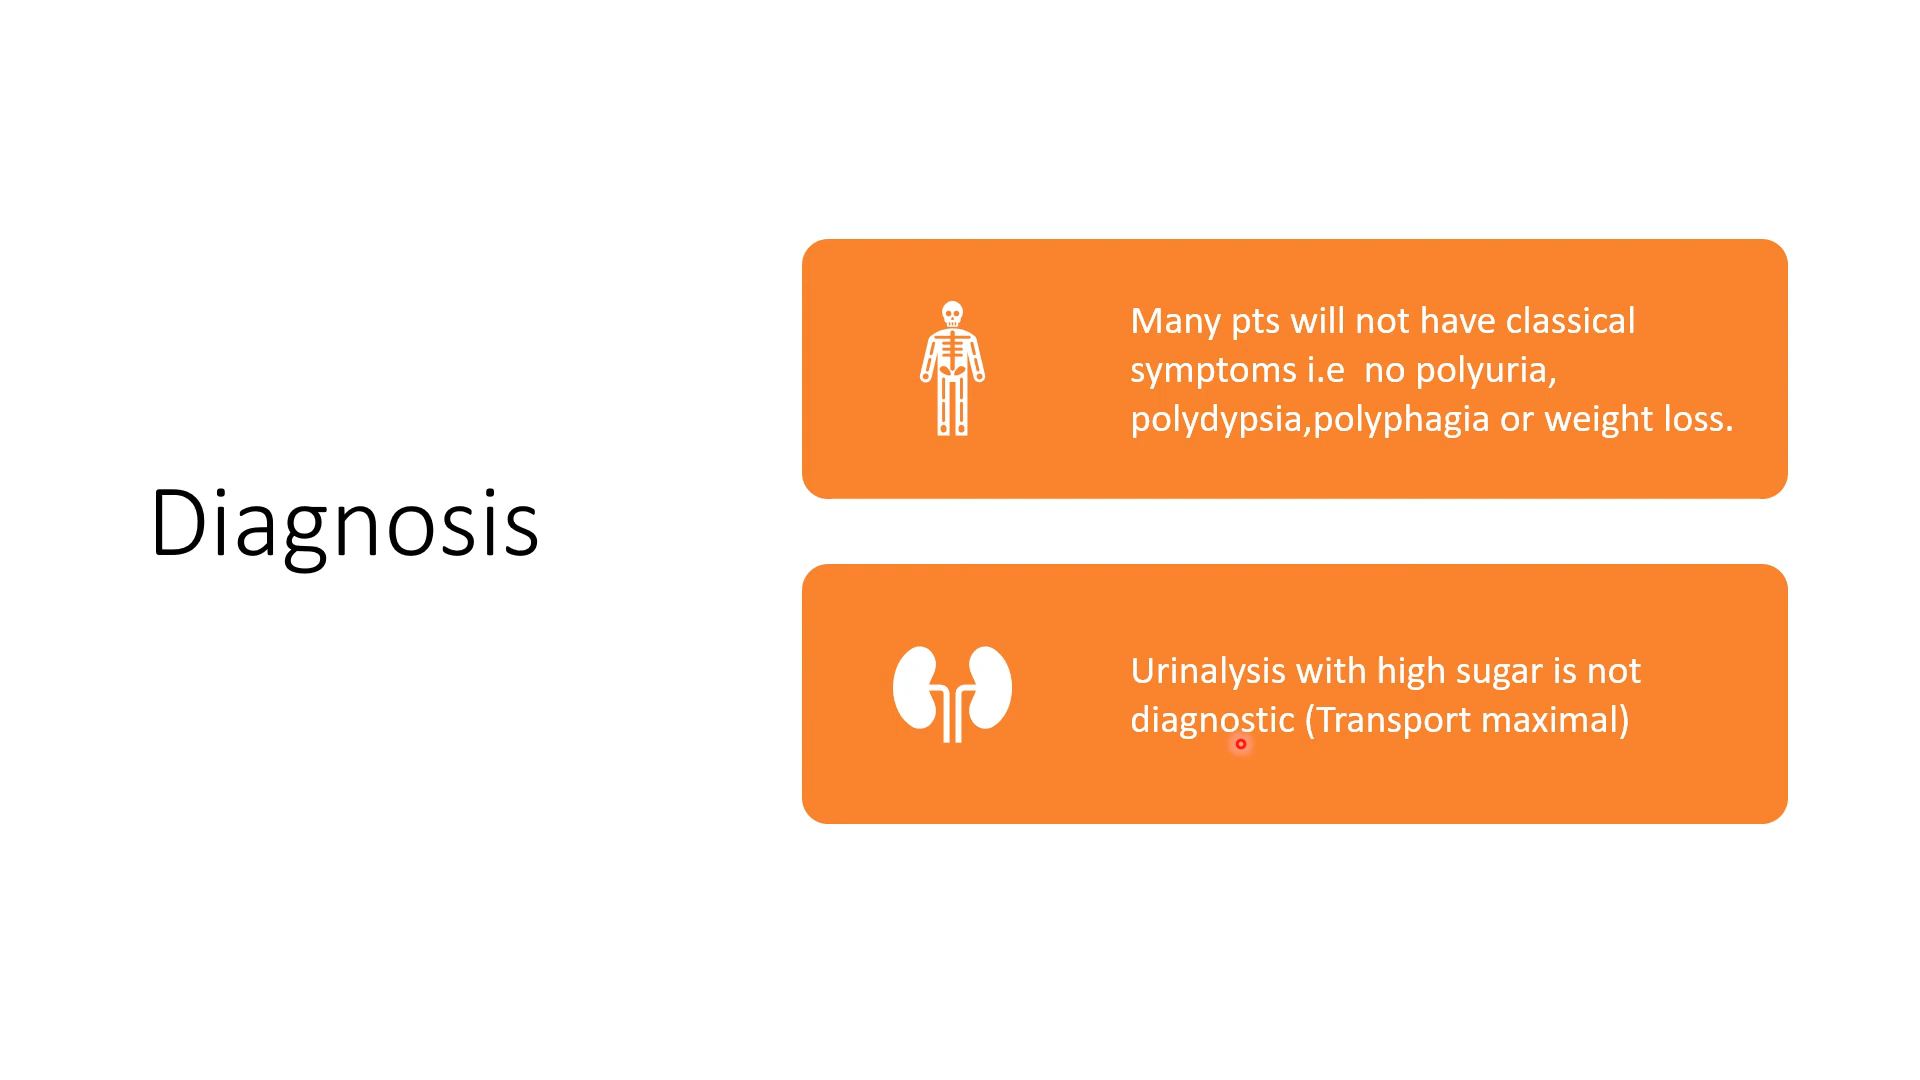 Diagnosis
Many pts will not have classical
symptoms i.e  no polyuria,
polydypsia,polyphagia or weight loss.
Urinalysis with high sugar is not
diagnostic (Transport maximal)